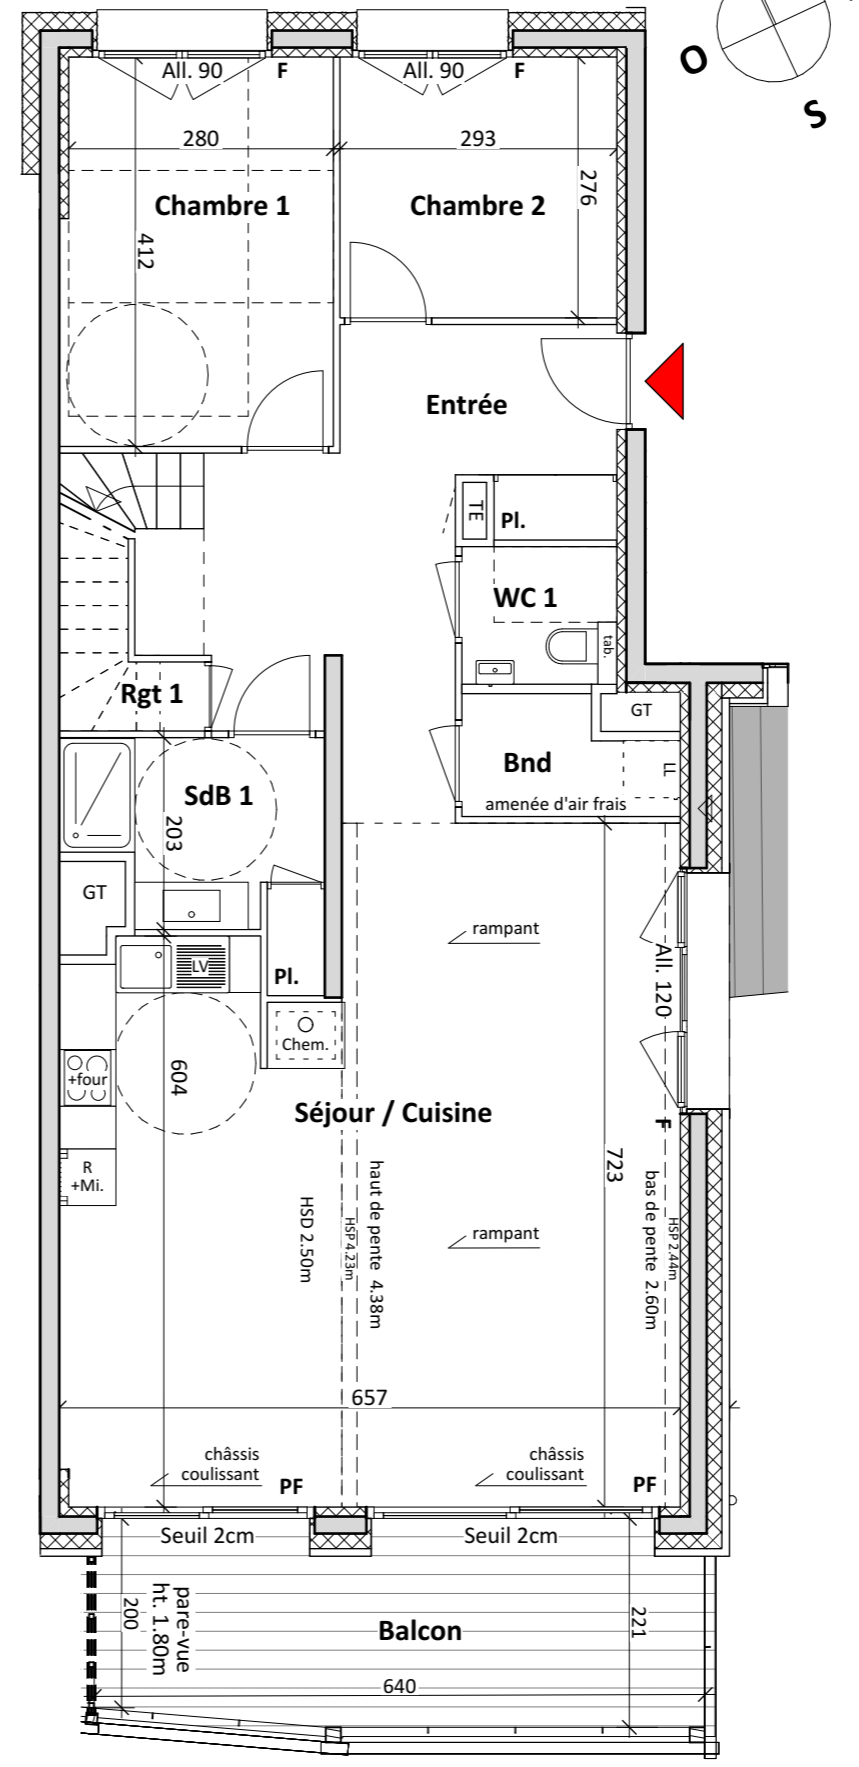 O
S
All. 90
F
All. 90
F
280
293
276
Chambre 1
Chambre 2
412
Entrée
TE
Pl.
WC 1
tab.
Rgt 1
GT
Bnd
LL
amenée d'air frais
SdB 1
203
GT
rampant
LV
Pl.
All. 120
Chem.
+four
604
Séjour / Cuisine
F
723
R
+Mi.
HSD 2.50m
HSP 4.23m
haut de pente 4.38m
bas de pente 2.60m
HSP 2.44m
rampant
657
châssis
coulissant
PF
châssis
coulissant
PF
Seuil 2cm
Seuil 2cm
200
pare-vue
ht. 1.80m
Balcon
221
640